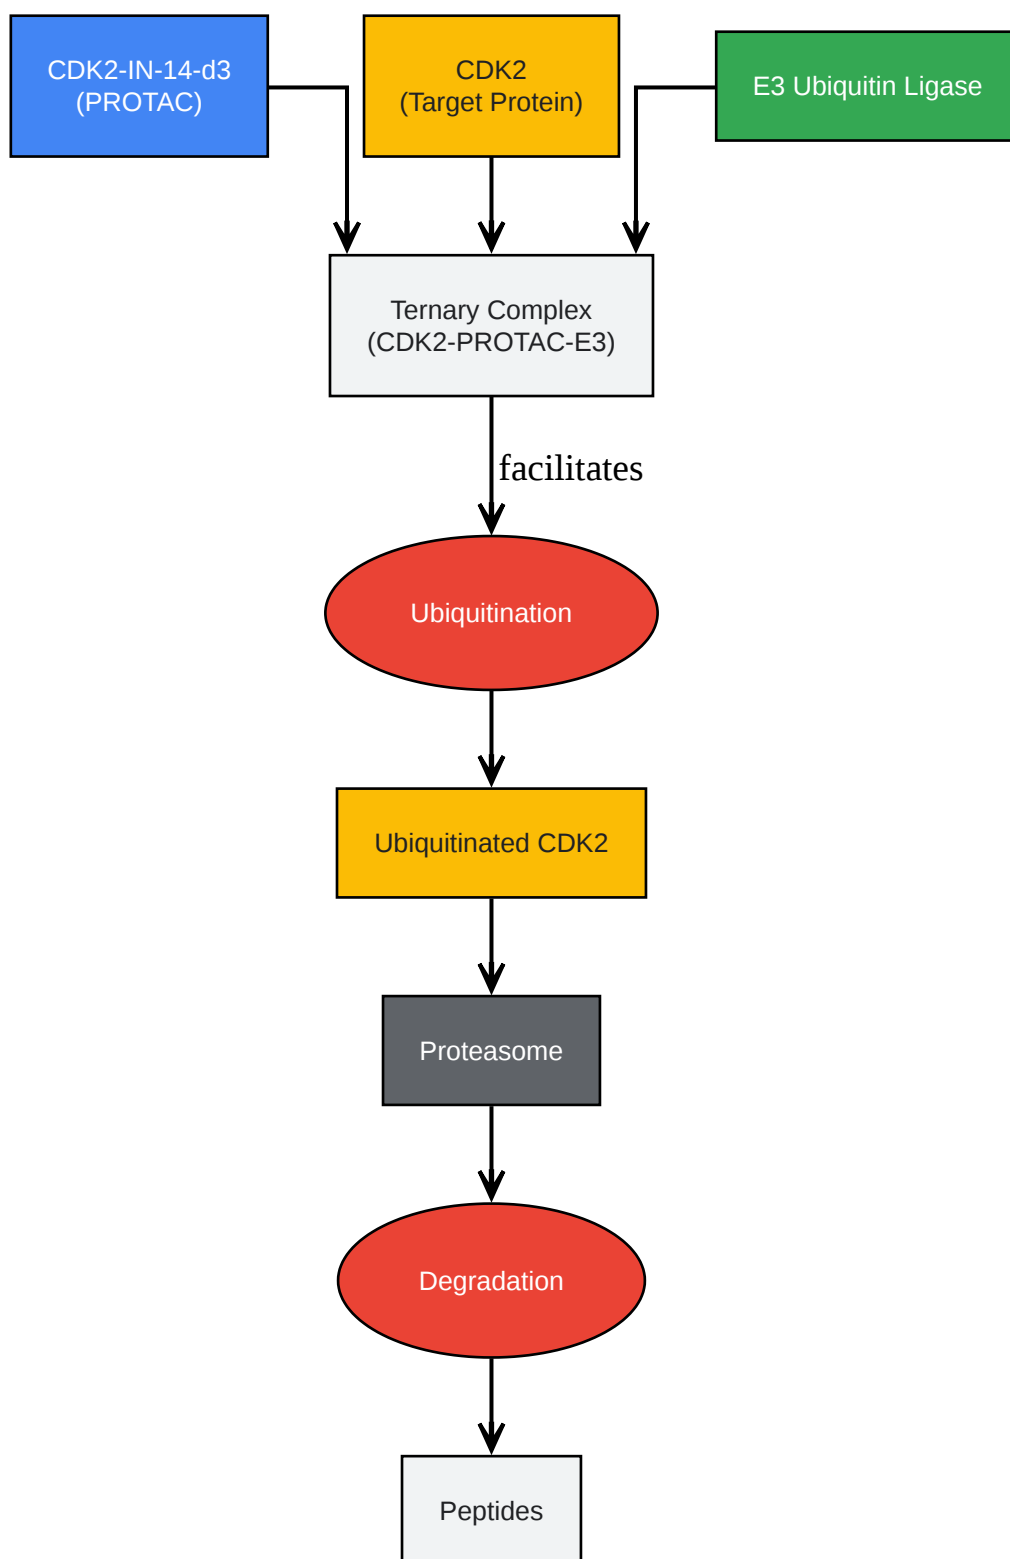 CDK2-IN-14-d3
(PROTAC)
CDK2
(Target Protein)
E3 Ubiquitin Ligase
Ternary Complex
(CDK2-PROTAC-E3)
facilitates
Ubiquitination
Ubiquitinated CDK2
Proteasome
Degradation
Peptides